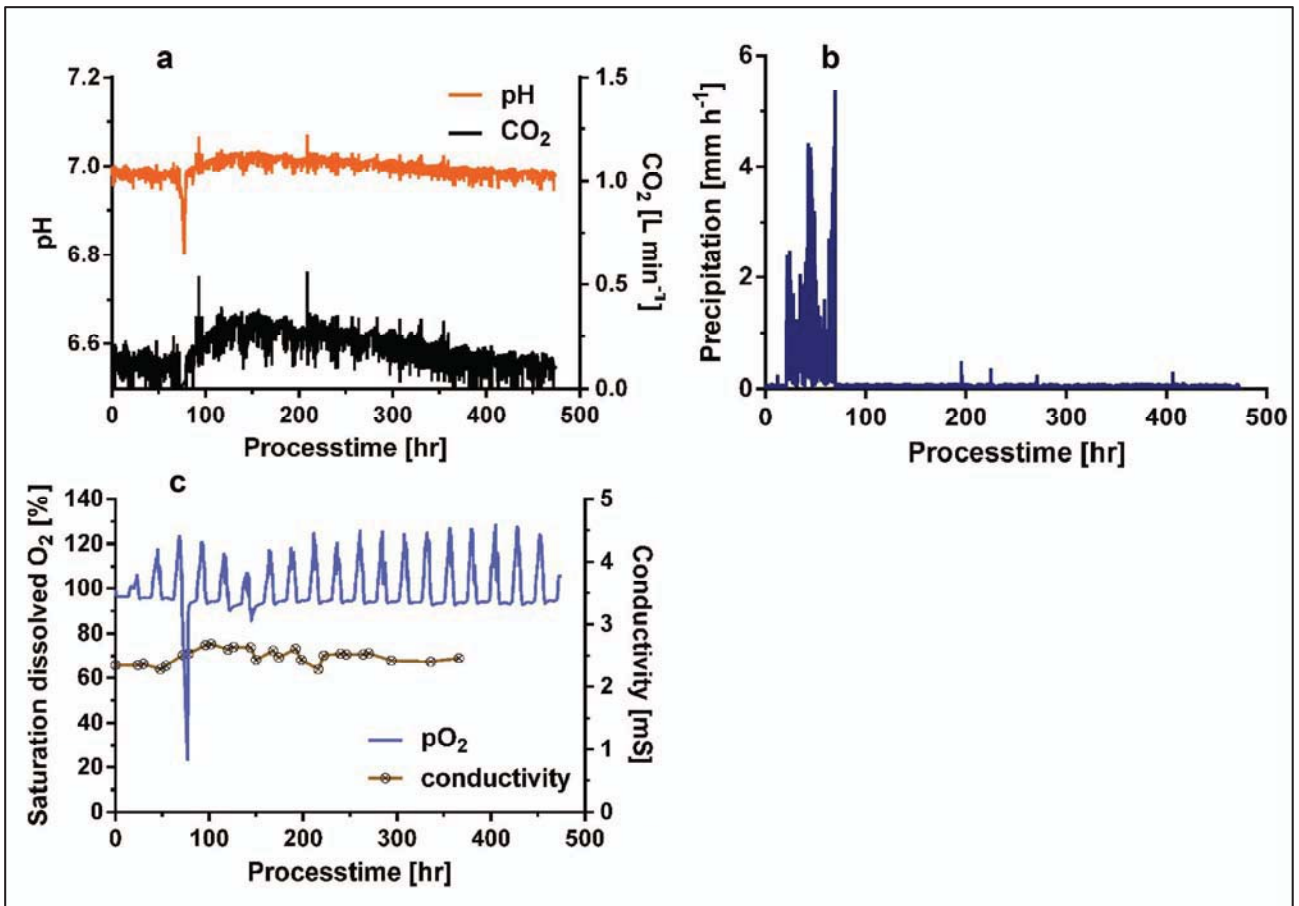 a
7.2
7.0
6.8
6.6
pH
pH
CO2
1.5
1.0
0.5
0.0
CO2 [L min-1]
0 100 200 300 400 500
Processtime [hr]
b
6
4
2
0
Precipitation [mm h-1]
0 100 200 300 400 500
Processtime [hr]
c
140
120
100
80
60
40
20
0
Saturation dissolved O2 [%]
5
4
3
2
1
0
Conductivity [mS]
pO2
conductivity
0 100 200 300 400 500
Processtime [hr]